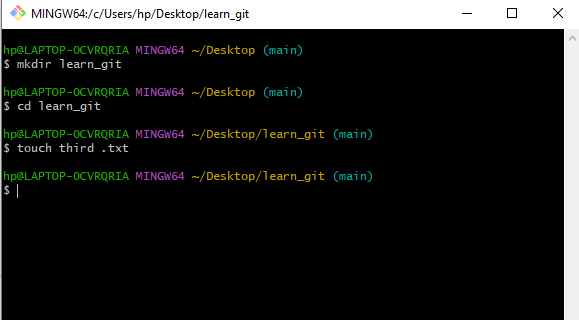 MINGW64:/c/Users/hp/Desktop/learn_git
hp@LAPTOP-OCVRQRIA MINGW64 ~/Desktop (main)
$ mkdir learn_git
hp@LAPTOP-OCVRQRIA MINGW64 ~/Desktop (main)
$ cd learn_git
hp@LAPTOP-OCVRQRIA MINGW64 ~/Desktop/learn_git (main)
$ touch third .txt
hp@LAPTOP-OCVRQRIA MINGW64 ~/Desktop/learn_git (main)
$